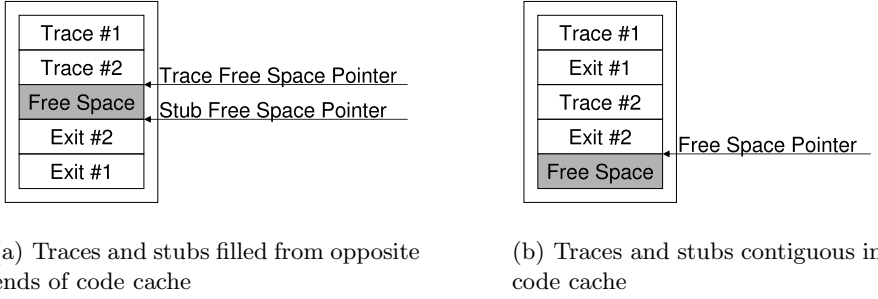 Trace #1
Trace #2
Free Space
Exit #2
Exit #1
Trace Free Space Pointer
Stub Free Space Pointer
a) Traces and stubs filled from opposite
ends of code cache
Trace #1
Exit #1
Trace #2
Exit #2
Free Space
Free Space Pointer
(b) Traces and stubs contiguous in
code cache